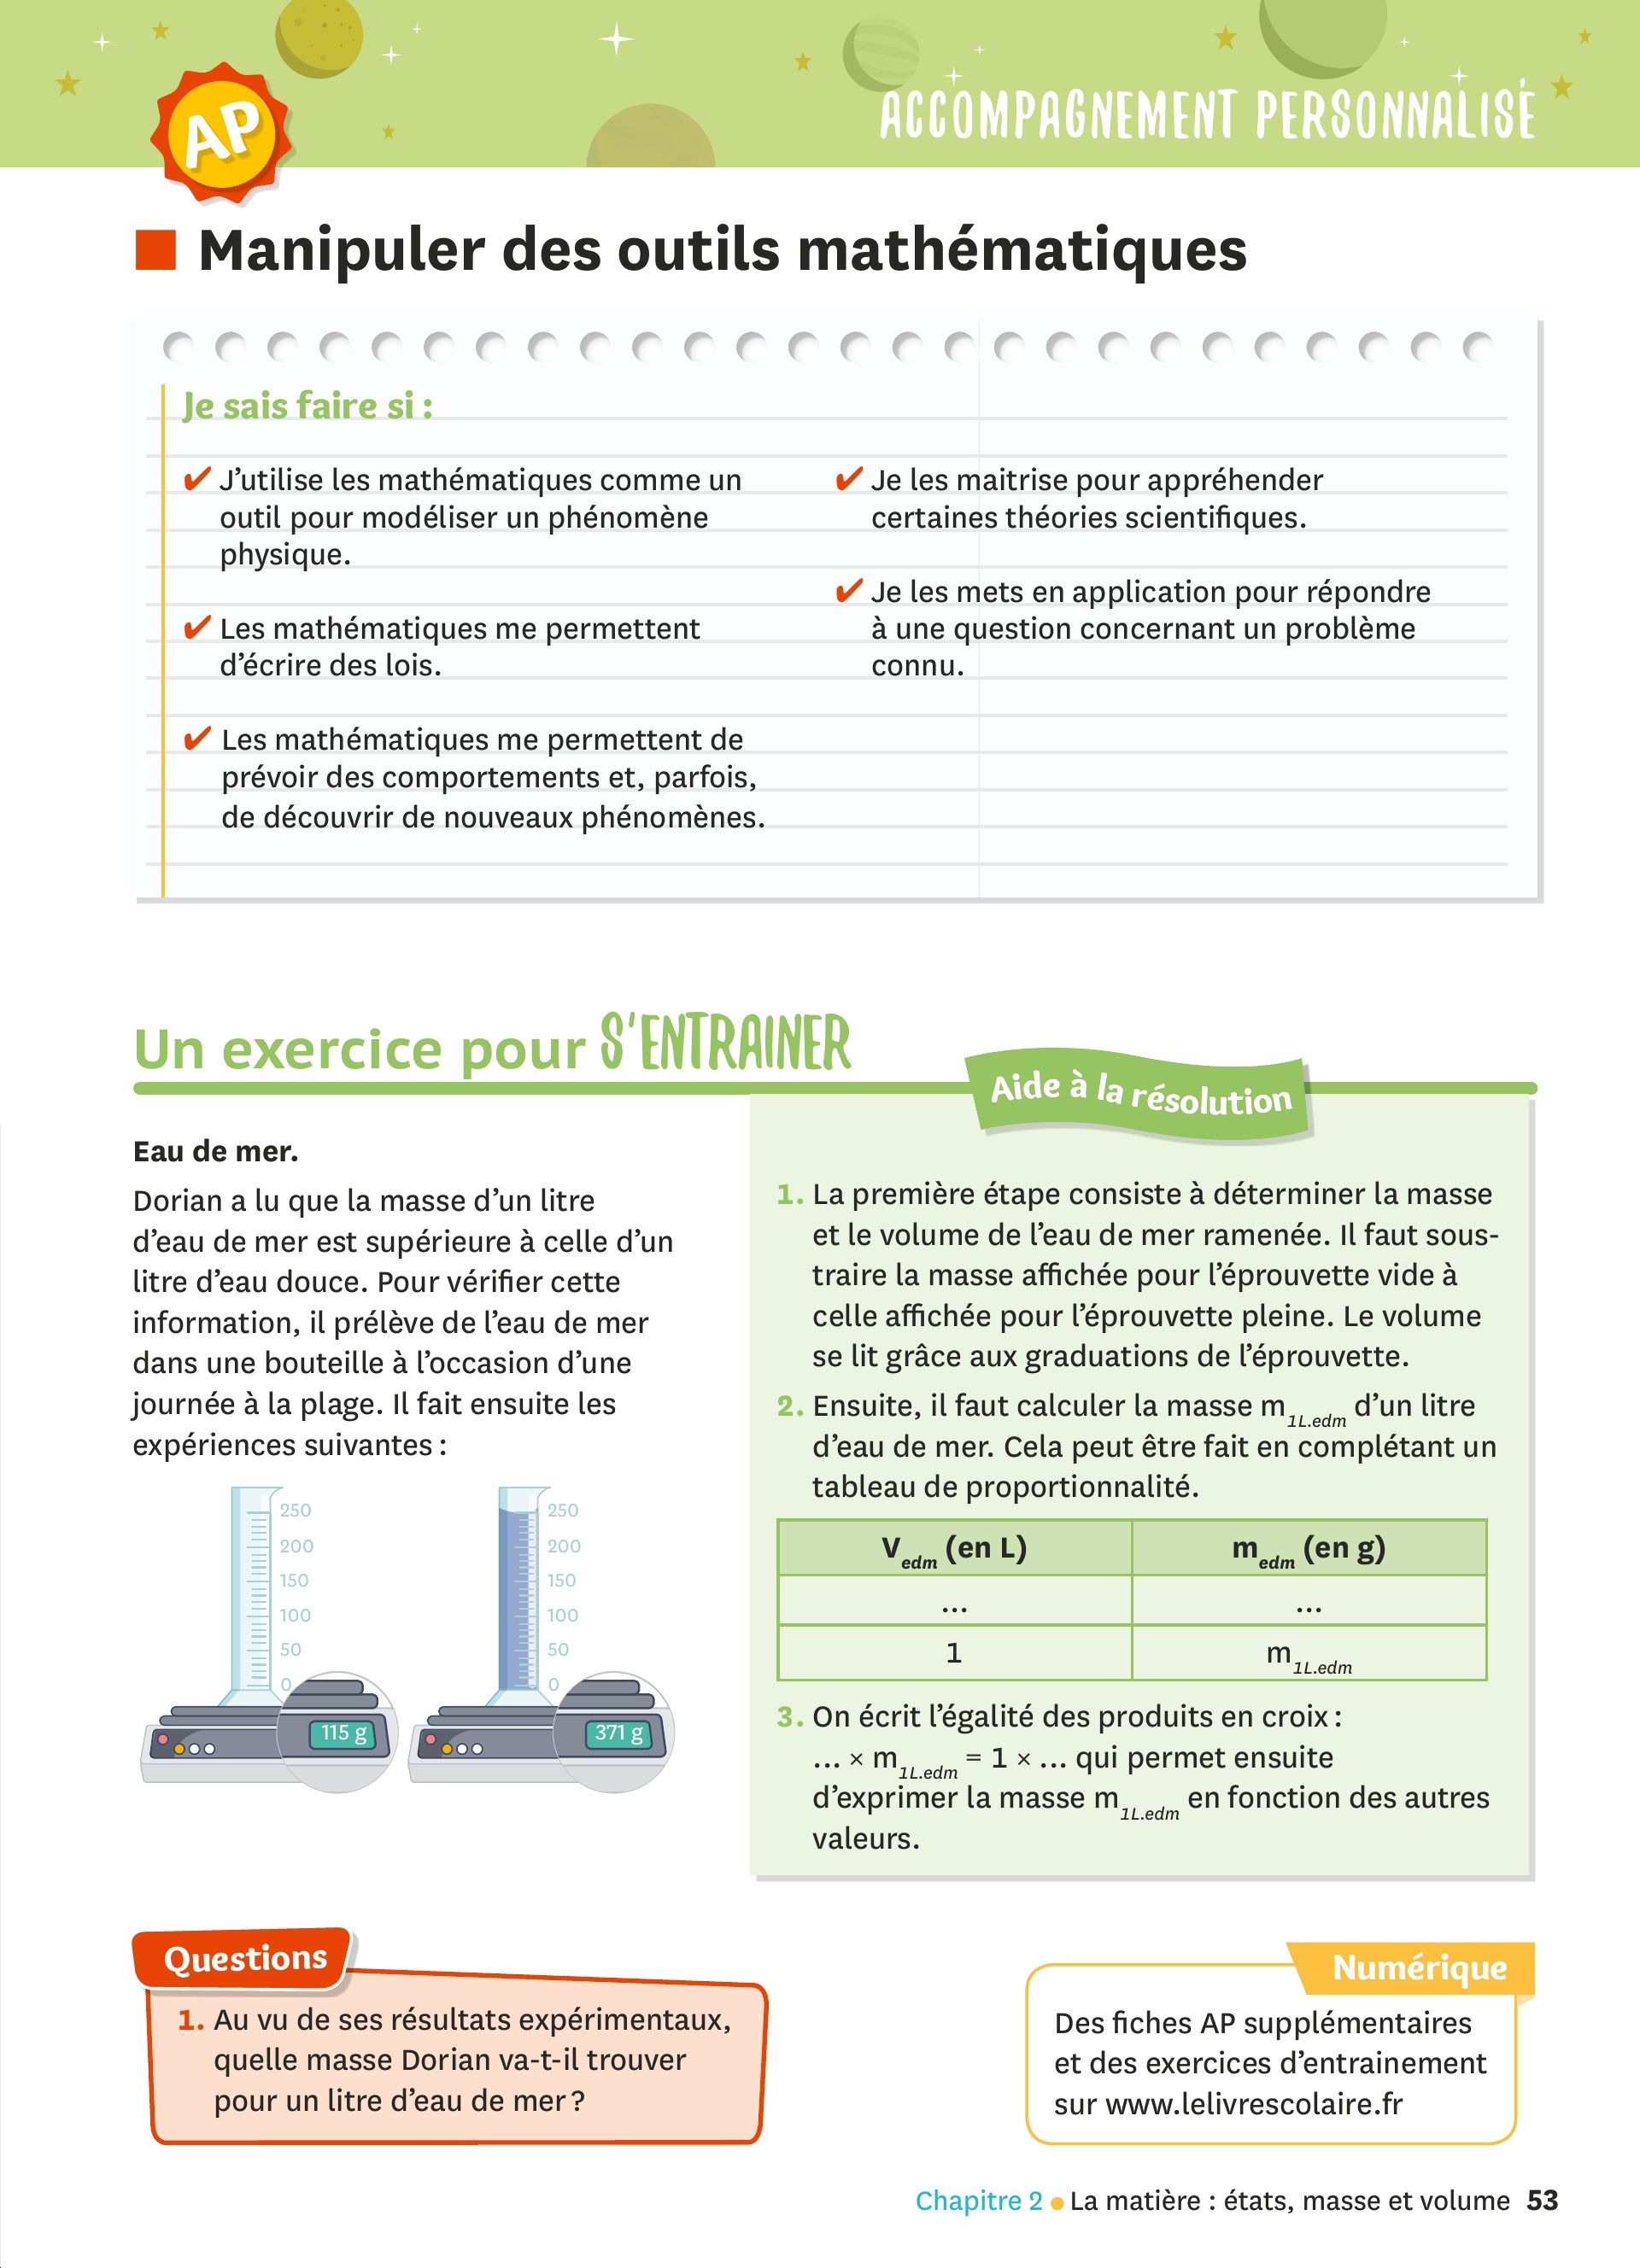 ACCOMPAGNEMENT PERSONNALISÉ
AP
Manipuler des outils mathématiques
Je sais faire si :
✔ J’utilise les mathématiques comme un
outil pour modéliser un phénomène
physique.
✔ Les mathématiques me permettent
d’écrire des lois.
✔ Les mathématiques me permettent de
prévoir des comportements et, parfois,
de découvrir de nouveaux phénomènes.
✔ Je les maitrise pour appréhender
certaines théories scientifiques.
✔ Je les mets en application pour répondre
à une question concernant un problème
connu.
Un exercice pour S’ENTRAINER
Eau de mer.
Dorian a lu que la masse d’un litre
d’eau de mer est supérieure à celle d’un
litre d’eau douce. Pour vérifier cette
information, il prélève de l’eau de mer
dans une bouteille à l’occasion d’une
journée à la plage. Il fait ensuite les
expériences suivantes :
250
200
150
100
50
0
115 g
250
200
150
100
50
0
371 g
Aide à la résolution
1. La première étape consiste à déterminer la masse
et le volume de l’eau de mer ramenée. Il faut sous-
traire la masse affichée pour l’éprouvette vide à
celle affichée pour l’éprouvette pleine. Le volume
se lit grâce aux graduations de l’éprouvette.
2. Ensuite, il faut calculer la masse m1L.edm d’un litre
d’eau de mer. Cela peut être fait en complétant un
tableau de proportionnalité.
Vedm (en L) medm (en g)
... ...
1 m1L.edm
3. On écrit l’égalité des produits en croix :
... × m1L.edm = 1 × ... qui permet ensuite
d’exprimer la masse m1L.edm en fonction des autres
valeurs.
Questions
1. Au vu de ses résultats expérimentaux,
quelle masse Dorian va-t-il trouver
pour un litre d’eau de mer ?
Numérique
Des fiches AP supplémentaires
et des exercices d’entrainement
sur www.lelivrescolaire.fr
Chapitre 2 • La matière : états, masse et volume 53